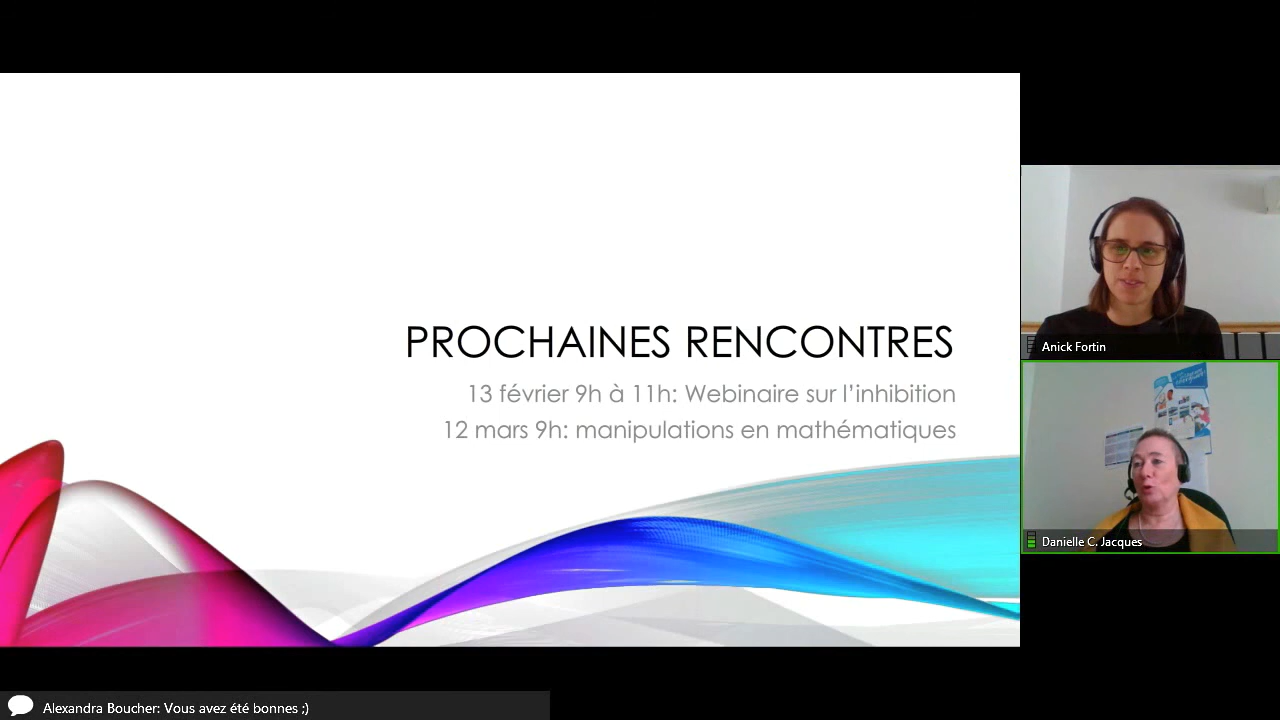 PROCHAINES RENCONTRES
13 février 9h à 11h: Webinaire sur l'inhibition
12 mars 9h: manipulations en mathématiques
Anick Fortin
Danielle C. Jacques
Alexandra Boucher: Vous avez été bonnes ;)